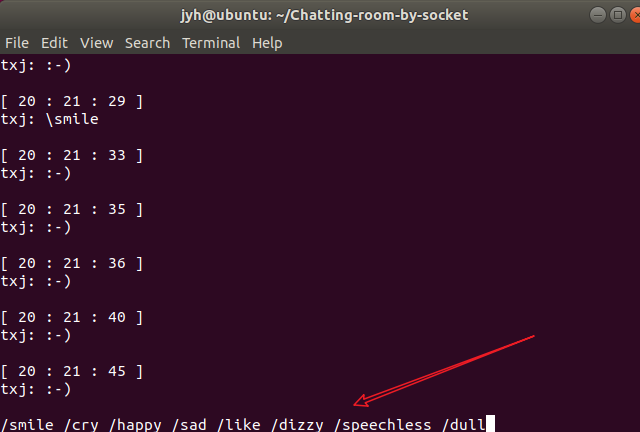 jyh@ubuntu: ~/Chatting-room-by-socket
File Edit View Search Terminal Help
txj: :-)
[ 20 : 21 : 29 ]
txj: \smile
[ 20 : 21 : 33 ]
txj: :-)
[ 20 : 21 : 35 ]
txj: :-)
[ 20 : 21 : 36 ]
txj: :-)
[ 20 : 21 : 40 ]
txj: :-)
[ 20 : 21 : 45 ]
txj: :-)
/smile /cry /happy /sad /like /dizzy /speechless /dull